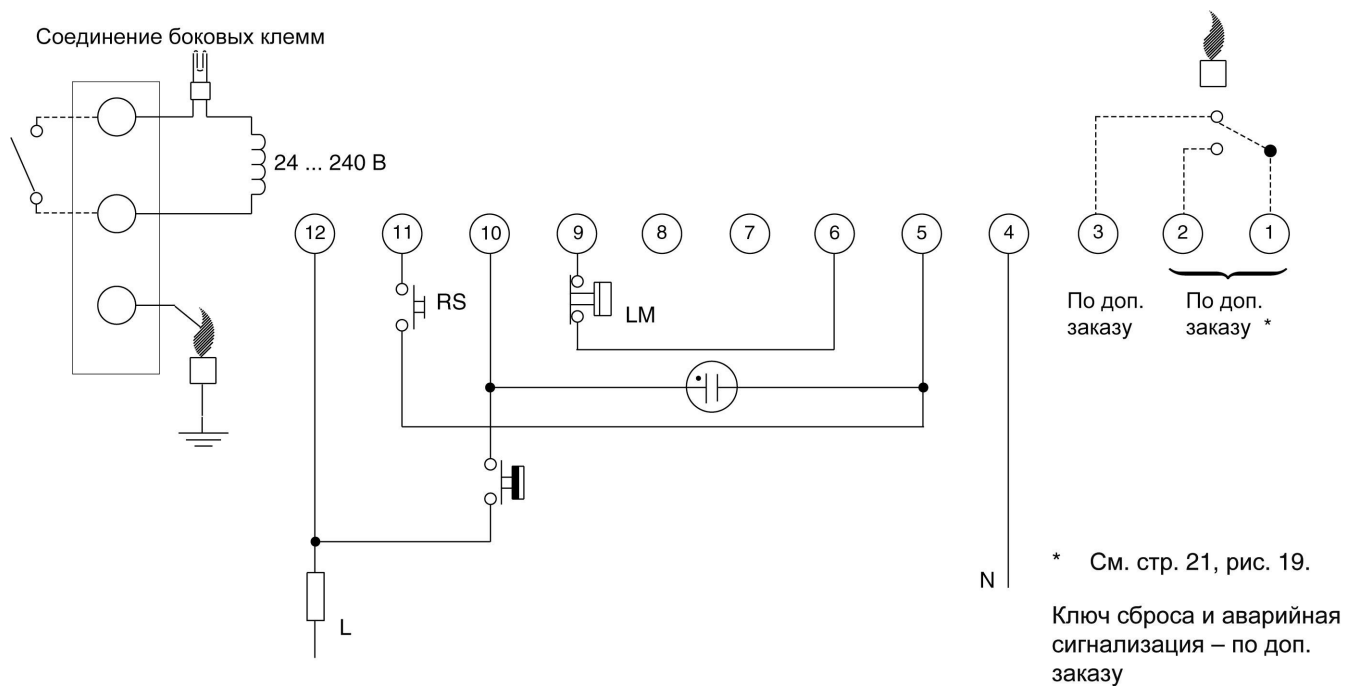 Соединение боковых клемм
24 ... 240 В
12 11 10 9 8 7 6 5 4 3 2 1
RS
LM
По доп.
заказу
По доп.
заказу *
N
L
* См. стр. 21, рис. 19.
Ключ сброса и аварийная
сигнализация – по доп.
заказу